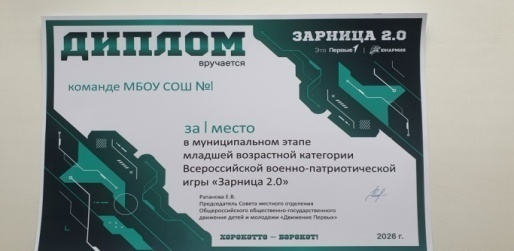 ДИПЛОМ
вручается
ЗАРНИЦА 2.0
Это Первые | ЮНАРМИЯ
команде МБОУ СОШ №1
за I место
в муниципальном этапе
младшей возрастной категории
Всероссийской военно-патриотической
игры «Зарница 2.0»
Рапанова Е.В.
Председатель Совета местного отделения
Общероссийского общественно-государственного
движения детей и молодежи «Движение Первых»
2026 г.